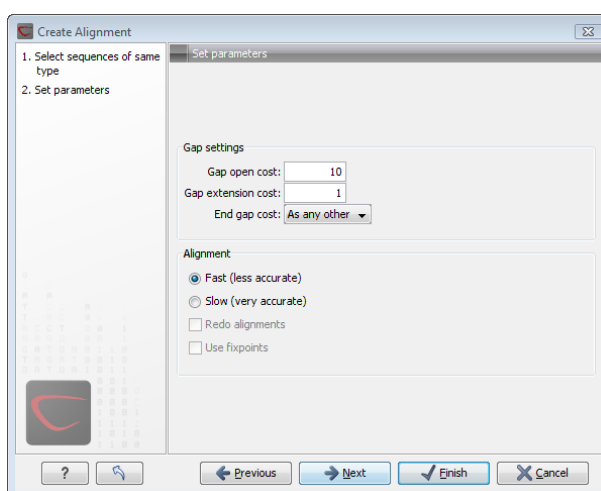 Create Alignment
1. Select sequences of same
type
2. Set parameters
Set parameters
Gap settings
Gap open cost: 10
Gap extension cost: 1
End gap cost: As any other
Alignment
Fast (less accurate)
Slow (very accurate)
Redo alignments
Use fixpoints
? Previous Next Finish Cancel